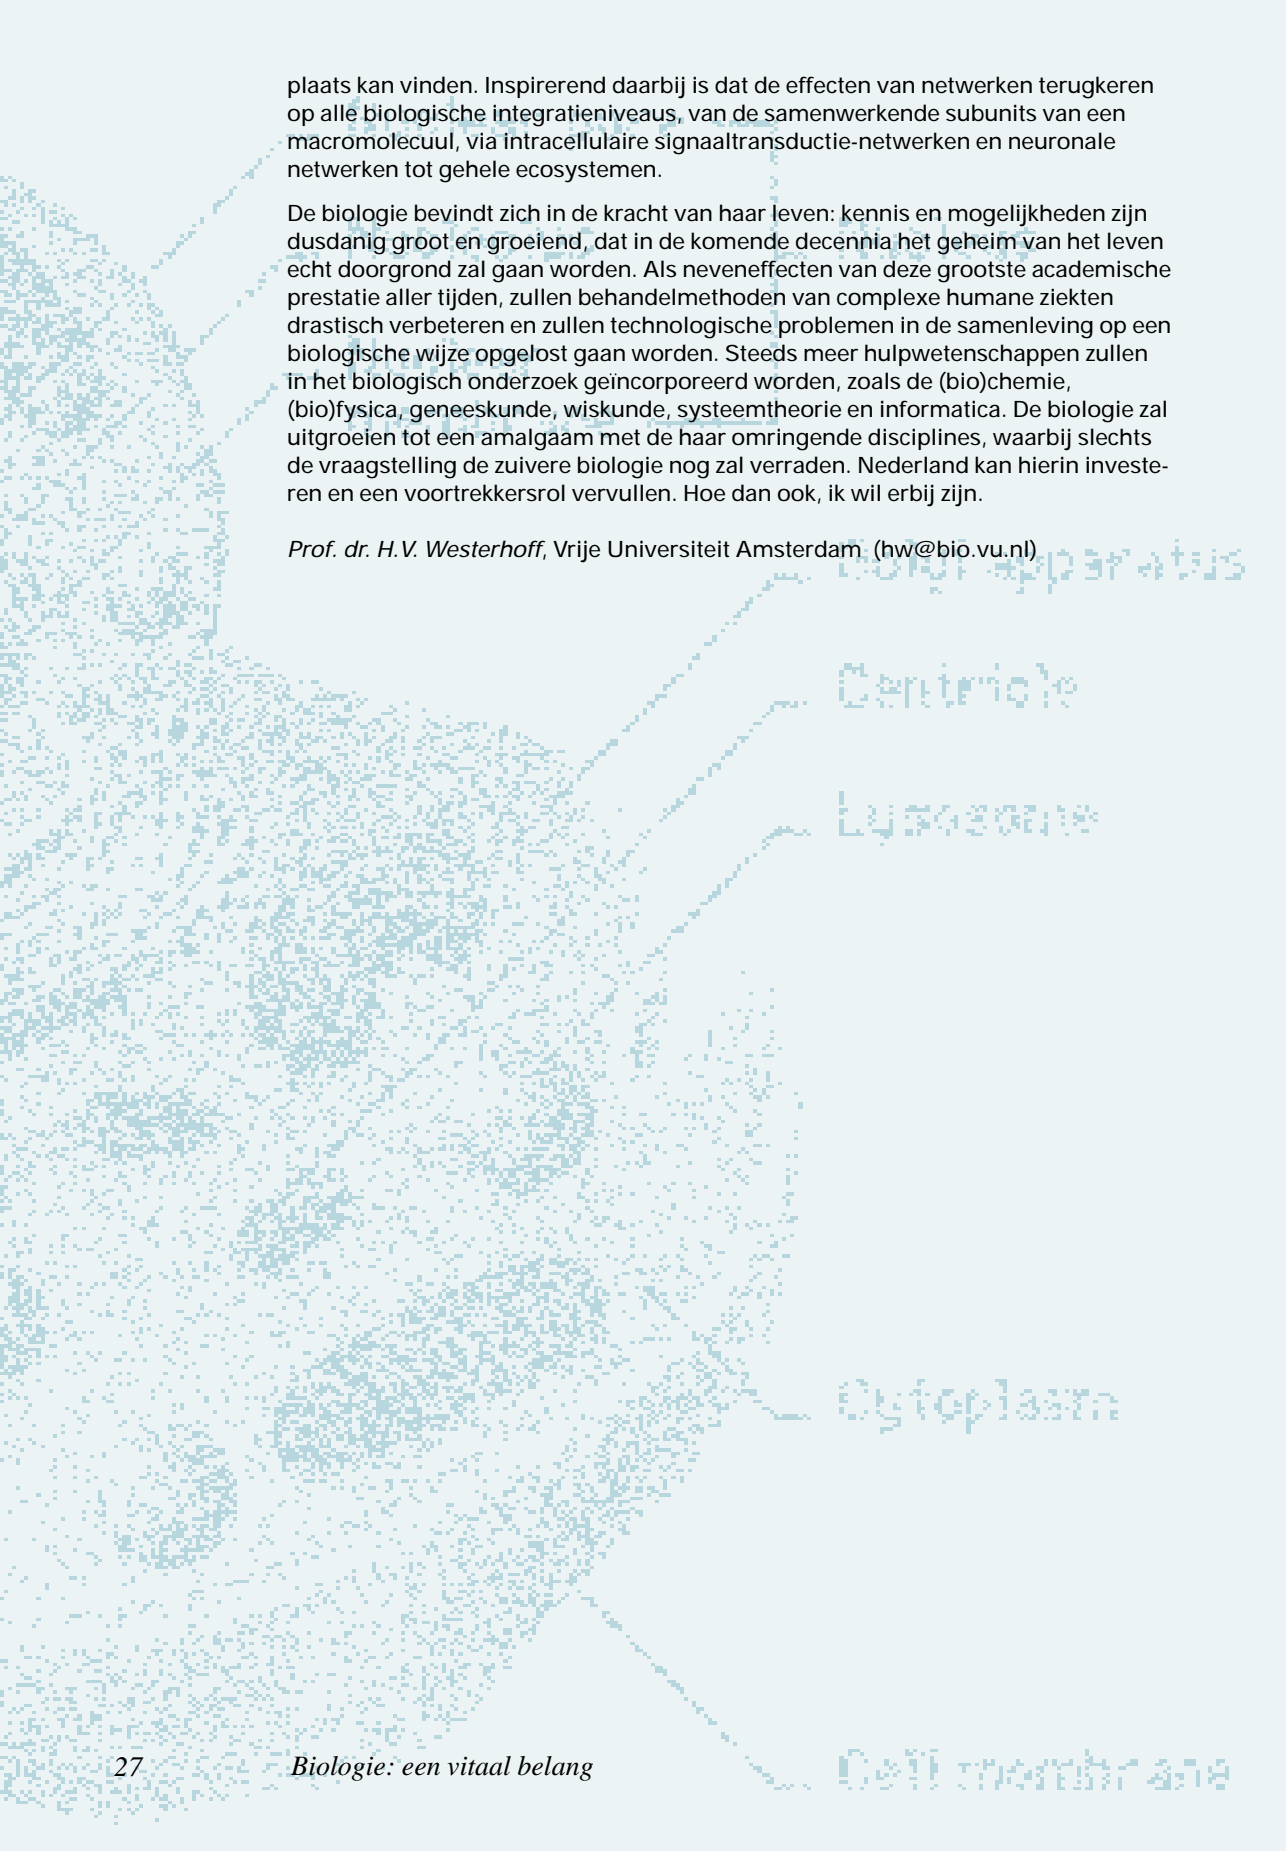 plaats kan vinden. Inspirerend daarbij is dat de effecten van netwerken terugkeren
op alle biologische integratieniveaus, van de samenwerkende subunits van een
macromolecuul, via intracellulaire signaaltransductie-netwerken en neuronale
netwerken tot gehele ecosystemen.
De biologie bevindt zich in de kracht van haar leven: kennis en mogelijkheden zijn
dusdanig groot en groeiend, dat in de komende decennia het geheim van het leven
echt doorgrond zal gaan worden. Als neveneffecten van deze grootste academische
prestatie aller tijden, zullen behandelmethoden van complexe humane ziekten
drastisch verbeteren en zullen technologische problemen in de samenleving op een
biologische wijze opgelost gaan worden. Steeds meer hulpwetenschappen zullen
in het biologisch onderzoek geïncorporeerd worden, zoals de (bio)chemie,
(bio)fysica, geneeskunde, wiskunde, systeemtheorie en informatica. De biologie zal
uitgroeien tot een amalgaam met de haar omringende disciplines, waarbij slechts
de vraagstelling de zuivere biologie nog zal verraden. Nederland kan hierin investe-
ren en een voortrekkersrol vervullen. Hoe dan ook, ik wil erbij zijn.
Prof. dr. H.V. Westerhoff, Vrije Universiteit Amsterdam (hw@bio.vu.nl)
Nucleolus
Nucleus
Golgi apparatus
Centriole
Lysosome
Cytoplasm
Cell membrane
27 Biologie: een vitaal belang